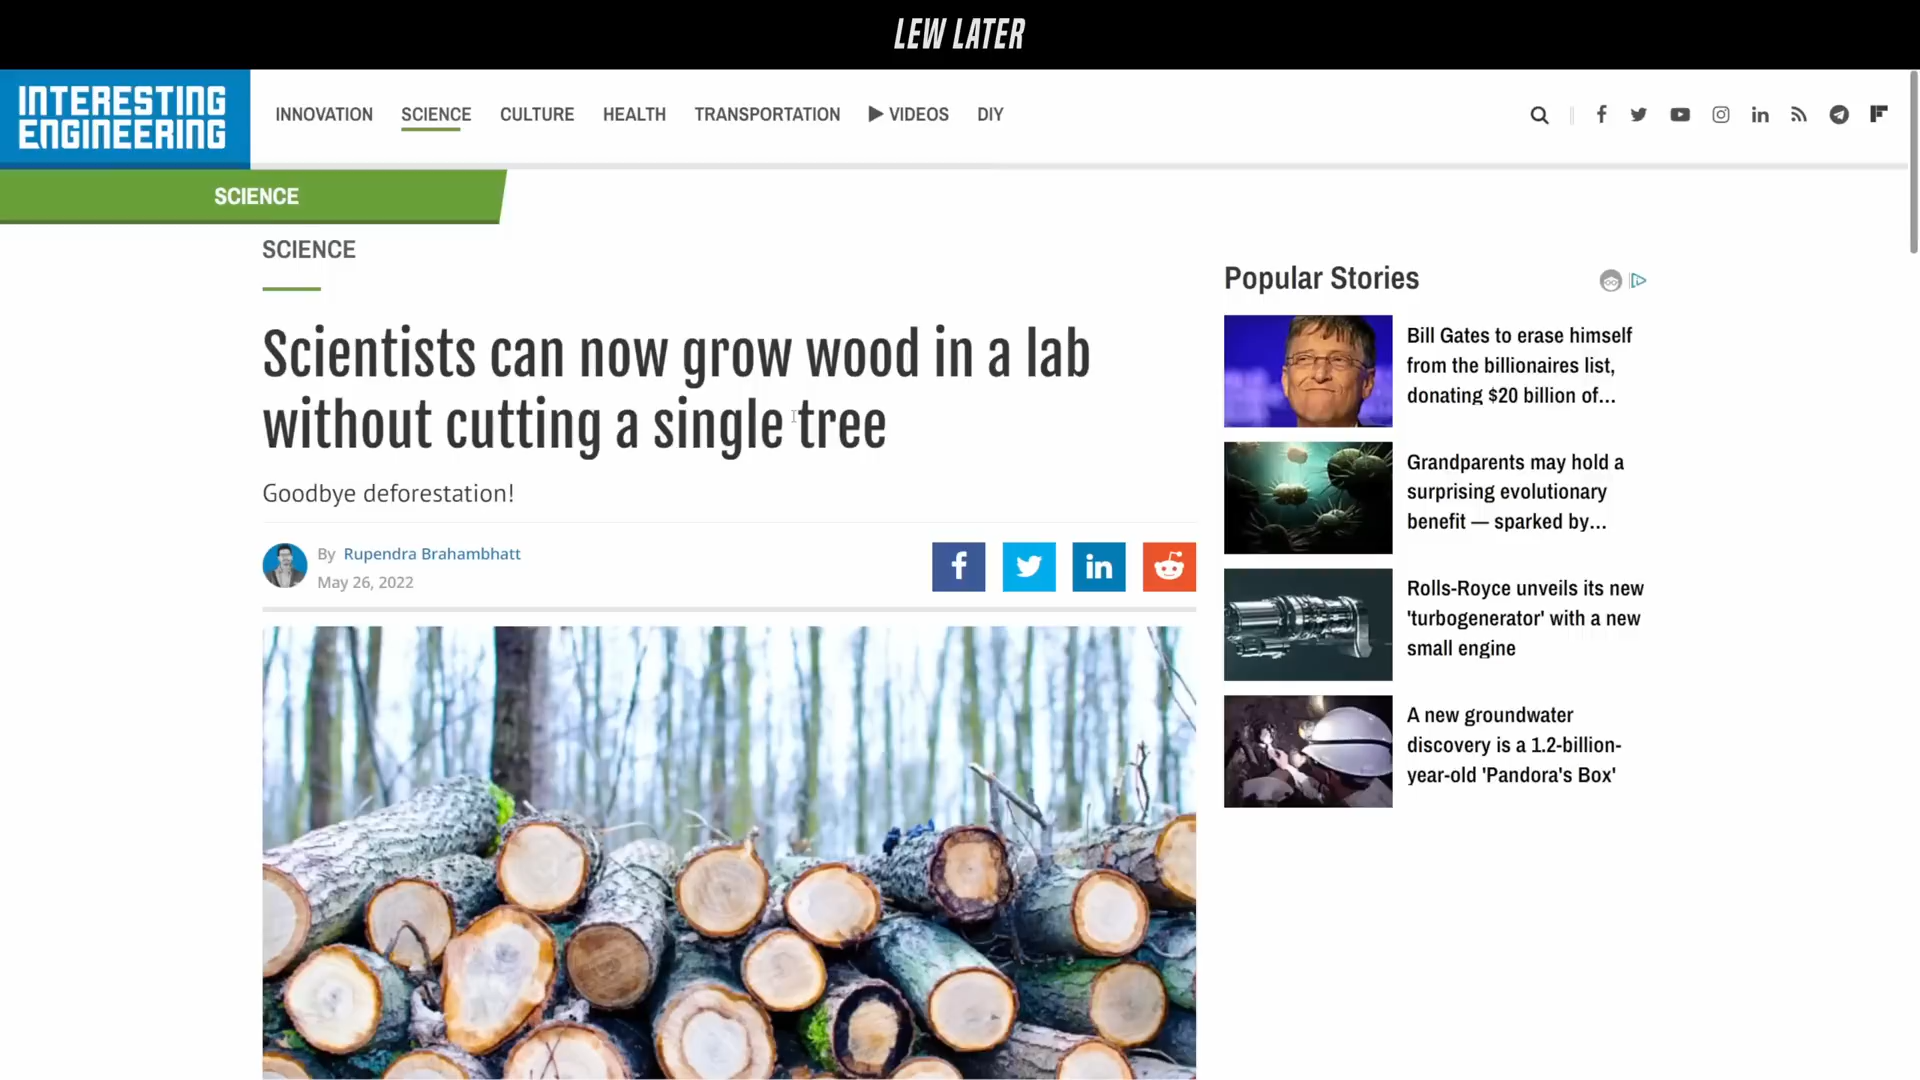 LEW LATER
INTERESTING
ENGINEERING
INNOVATION SCIENCE CULTURE HEALTH TRANSPORTATION VIDEOS DIY
SCIENCE
SCIENCE
Scientists can now grow wood in a lab
without cutting a single tree
Goodbye deforestation!
By Rupendra Brahambhatt
May 26, 2022
Popular Stories
Bill Gates to erase himself
from the billionaires list,
donating $20 billion of...
Grandparents may hold a
surprising evolutionary
benefit — sparked by...
Rolls-Royce unveils its new
'turbogenerator' with a new
small engine
A new groundwater
discovery is a 1.2-billion-
year-old 'Pandora's Box'